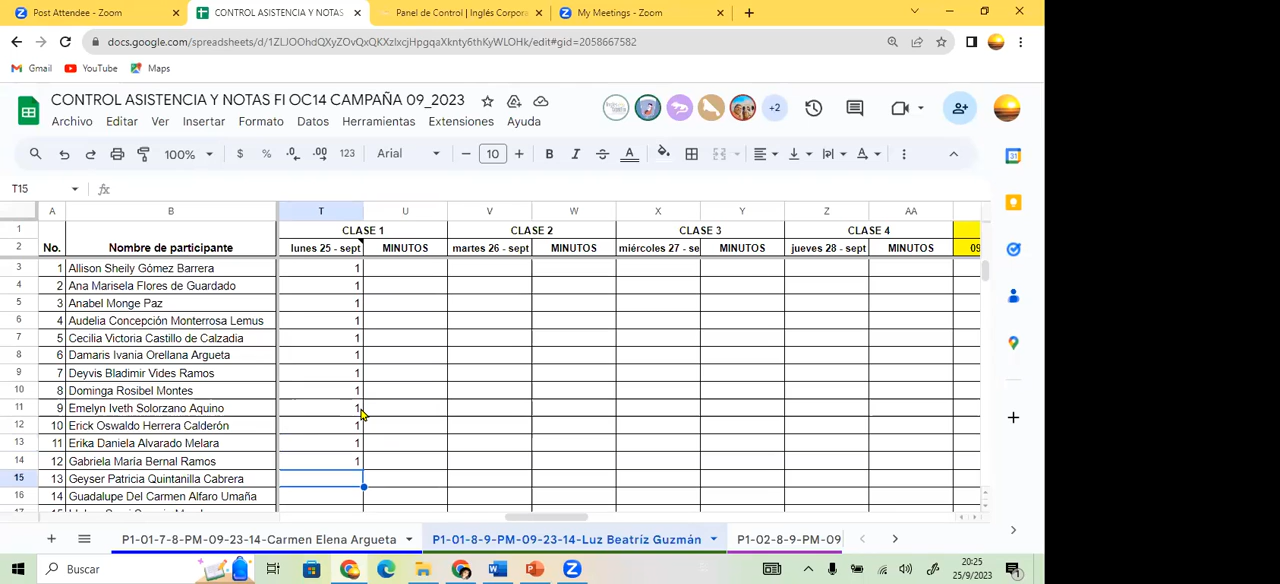 Post Attendee - Zoom
CONTROL ASISTENCIA Y NOTAS
Panel de Control | Inglés Corpora
My Meetings - Zoom
docs.google.com/spreadsheets/d/1ZLJOOhdQXyZOvQxQKXzlxcjHpgqaXknty6thKyWLOHk/edit#gid=2058667582
Gmail YouTube Maps
CONTROL ASISTENCIA Y NOTAS FI OC14 CAMPAÑA 09_2023
+2
Archivo Editar Ver Insertar Formato Datos Herramientas Extensiones Ayuda
100% $ % .0 .00 123 Arial 10 B I A
T15 fx
A B T U V W X Y Z AA
1 CLASE 1 CLASE 2 CLASE 3 CLASE 4
2 No. Nombre de participante lunes 25 - sept MINUTOS martes 26 - sept MINUTOS miércoles 27 - se MINUTOS jueves 28 - sept MINUTOS 09
3 1 Allison Sheily Gómez Barrera 1
4 2 Ana Marisela Flores de Guardado 1
5 3 Anabel Monge Paz 1
6 4 Audelia Concepción Monterrosa Lemus 1
7 5 Cecilia Victoria Castillo de Calzadia 1
8 6 Damaris Ivania Orellana Argueta 1
9 7 Deyvis Bladimir Vides Ramos 1
10 8 Dominga Rosibel Montes 1
11 9 Emelyn Iveth Solorzano Aquino 1
12 10 Erick Oswaldo Herrera Calderón 1
13 11 Erika Daniela Alvarado Melara 1
14 12 Gabriela María Bernal Ramos 1
15 13 Geyser Patricia Quintanilla Cabrera
16 14 Guadalupe Del Carmen Alfaro Umaña
P1-01-7-8-PM-09-23-14-Carmen Elena Argueta
P1-01-8-9-PM-09-23-14-Luz Beatríz Guzmán
P1-02-8-9-PM-09
Buscar
20:25
25/9/2023